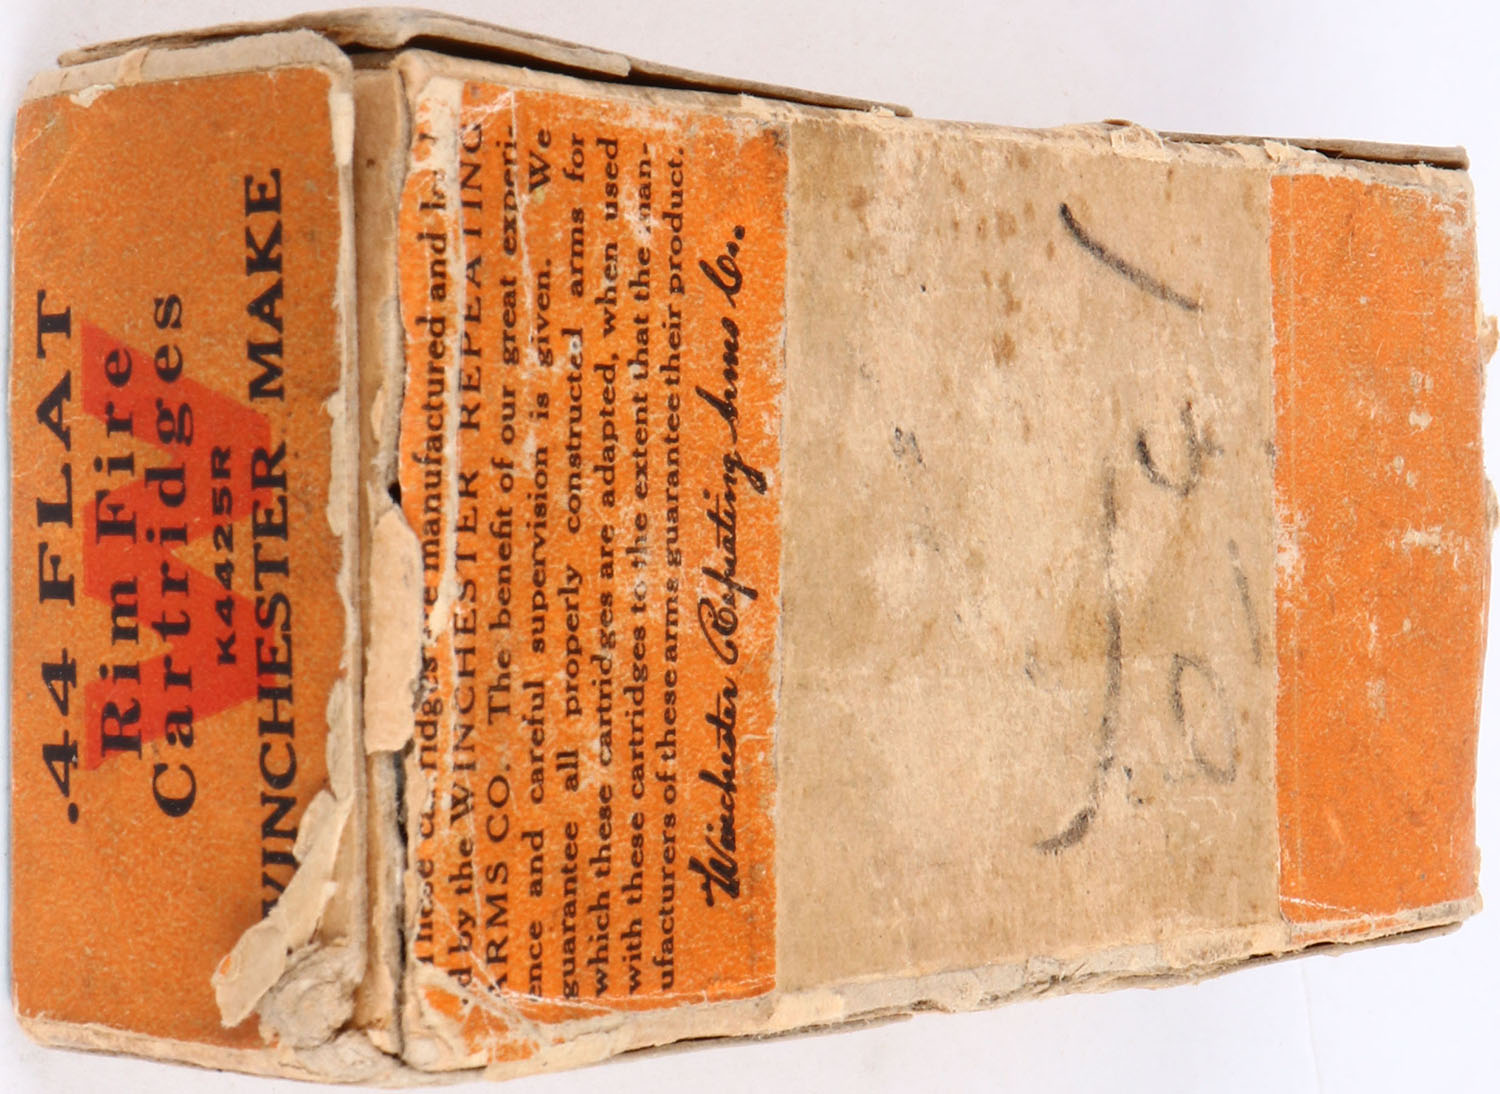 .44 FLAT
Rim Fire
Cartridges
K4425R
WINCHESTER MAKE
These cartridges are manufactured and
by the WINCHESTER REPEATING
ARMS CO. The benefit of our great experi-
ence and careful supervision is given. We
guarantee all properly constructed arms for
which these cartridges are adapted, when used
with these cartridges to the extent that the man-
ufacturers of these arms guarantee their product.
Winchester Repeating Arms Co.